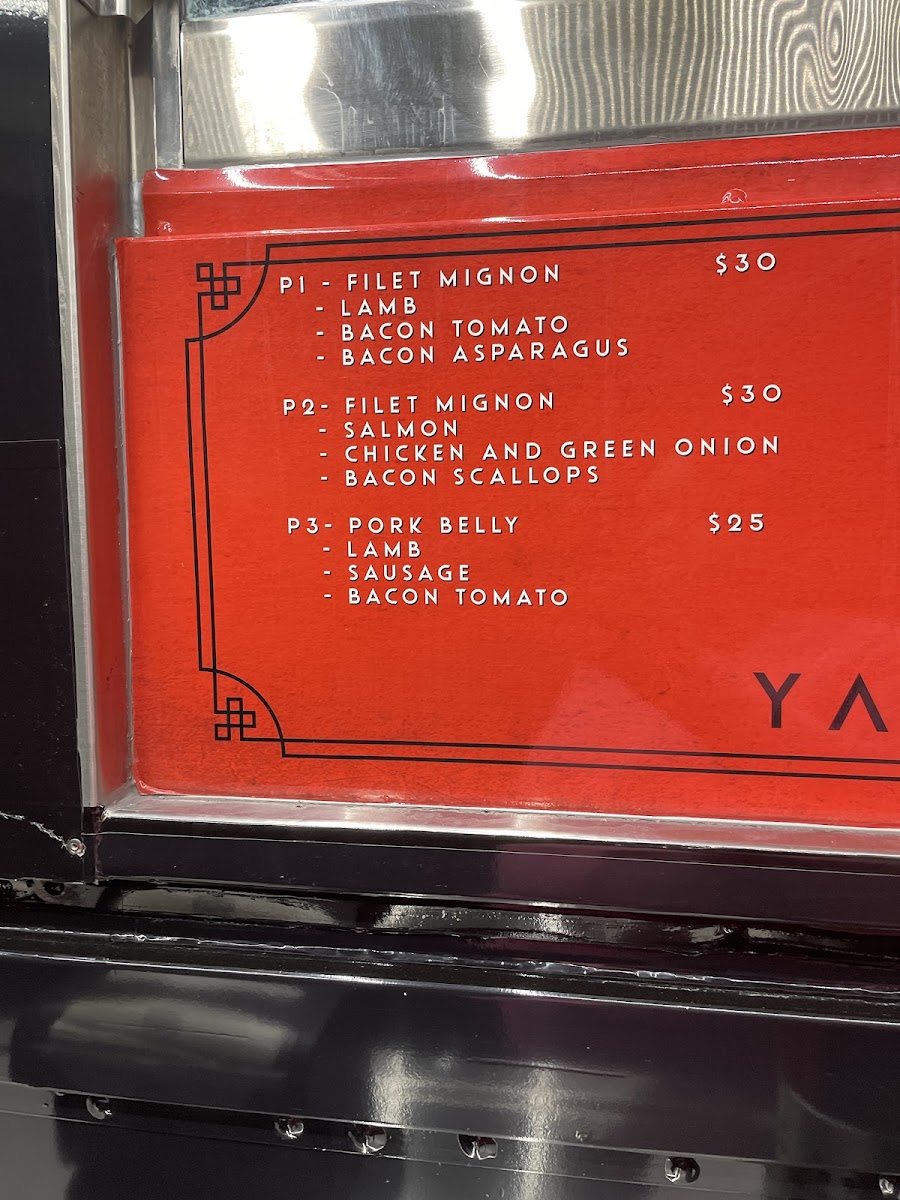 P1 - FILET MIGNON $30
- LAMB
- BACON TOMATO
- BACON ASPARAGUS
P2- FILET MIGNON $30
- SALMON
- CHICKEN AND GREEN ONION
- BACON SCALLOPS
P3- PORK BELLY $25
- LAMB
- SAUSAGE
- BACON TOMATO
YA